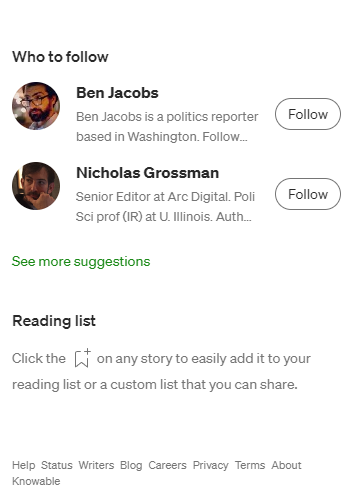 Who to follow
Ben Jacobs
Ben Jacobs is a politics reporter
based in Washington. Follow...
Follow
Nicholas Grossman
Senior Editor at Arc Digital. Poli
Sci prof (IR) at U. Illinois. Auth...
Follow
See more suggestions
Reading list
Click the on any story to easily add it to your
reading list or a custom list that you can share.
Help Status Writers Blog Careers Privacy Terms About
Knowable